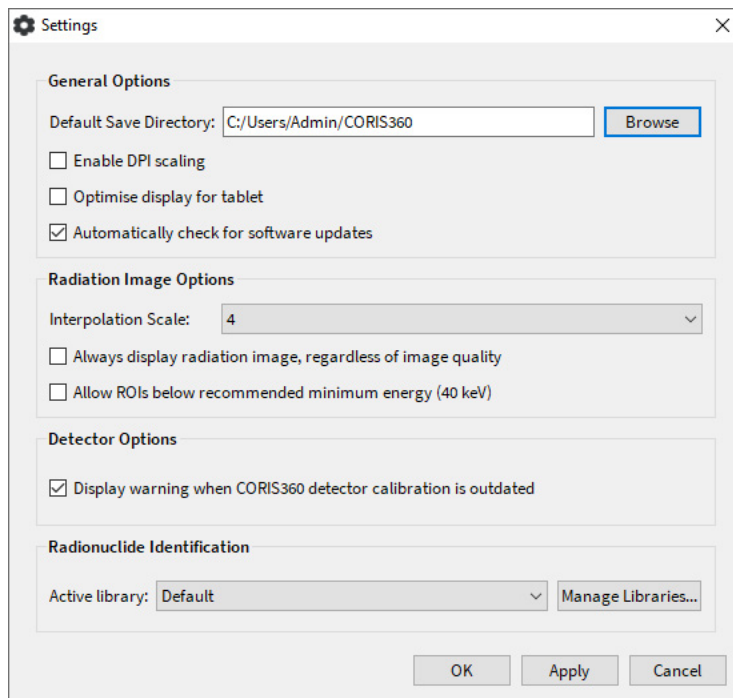 Settings
General Options
Default Save Directory: C:/Users/Admin/CORIS360 Browse
Enable DPI scaling
Optimise display for tablet
Automatically check for software updates
Radiation Image Options
Interpolation Scale: 4
Always display radiation image, regardless of image quality
Allow ROIs below recommended minimum energy (40 keV)
Detector Options
Display warning when CORIS360 detector calibration is outdated
Radionuclide Identification
Active library: Default Manage Libraries...
OK Apply Cancel